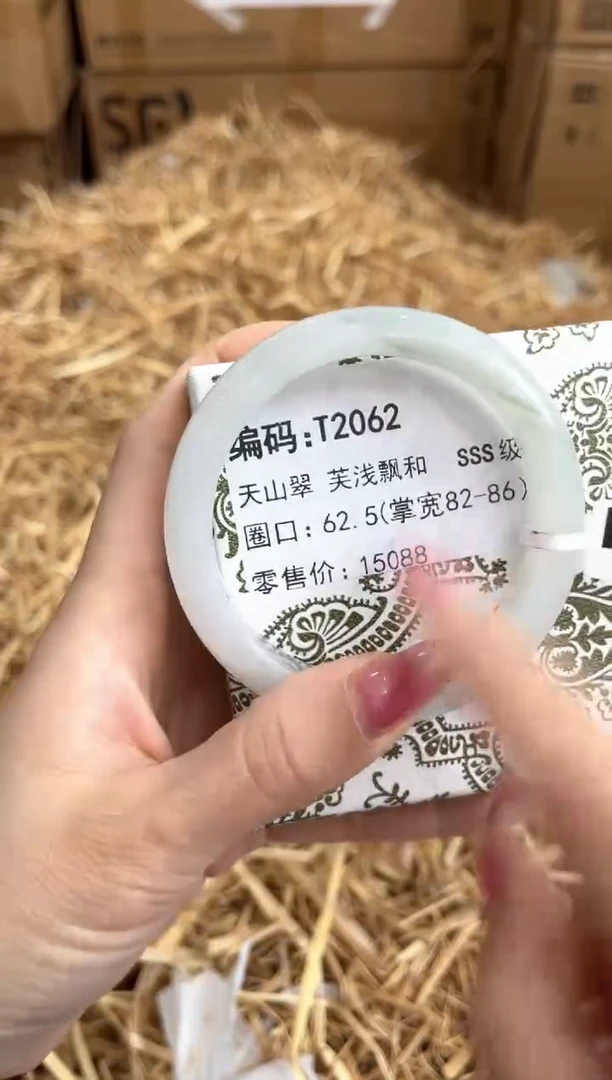 编码:T2062
天山翠 芙浅飘和 SSS级
圈口: 62.5(掌宽82-86)
零售价: 15088